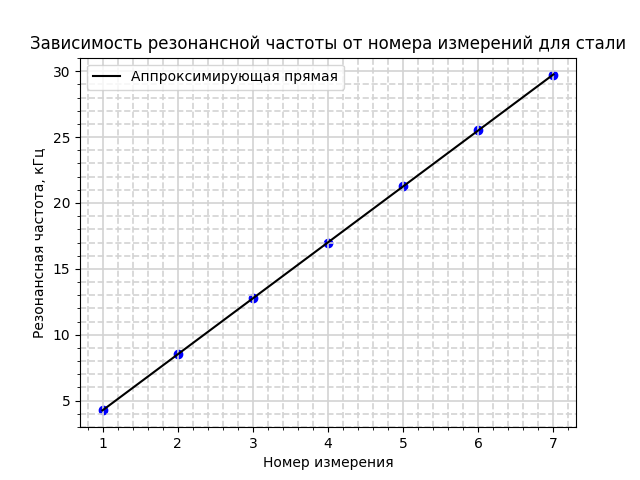 Зависимость резонансной частоты от номера измерений для стали
Аппроксимирующая прямая
Резонансная частота, кГц
30
25
20
15
10
5
1 2 3 4 5 6 7
Номер измерения